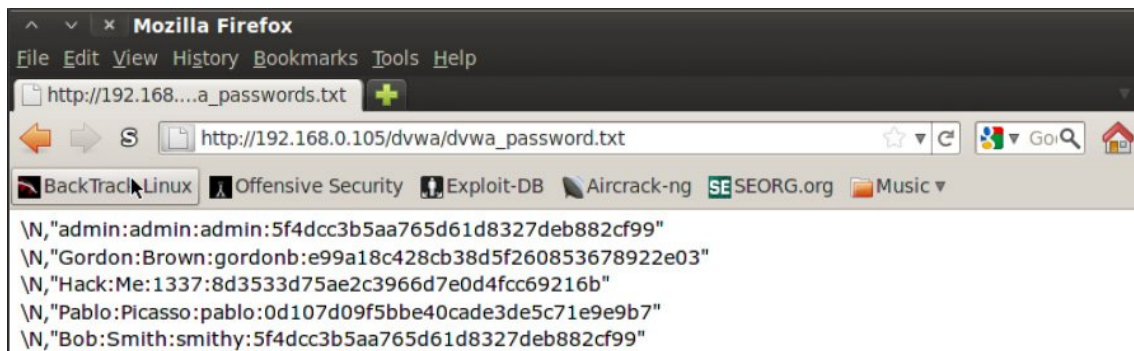 Mozilla Firefox
File Edit View History Bookmarks Tools Help
http://192.168....a_passwords.txt
S http://192.168.0.105/dvwa/dvwa_password.txt
BackTrack Linux Offensive Security Exploit-DB Aircrack-ng SE SEORG.org Music
\N,"admin:admin:admin:5f4dcc3b5aa765d61d8327deb882cf99"
\N,"Gordon:Brown:gordonb:e99a18c428cb38d5f260853678922e03"
\N,"Hack:Me:1337:8d3533d75ae2c3966d7e0d4fcc69216b"
\N,"Pablo:Picasso:pablo:0d107d09f5bbe40cade3de5c71e9e9b7"
\N,"Bob:Smith:smithy:5f4dcc3b5aa765d61d8327deb882cf99"